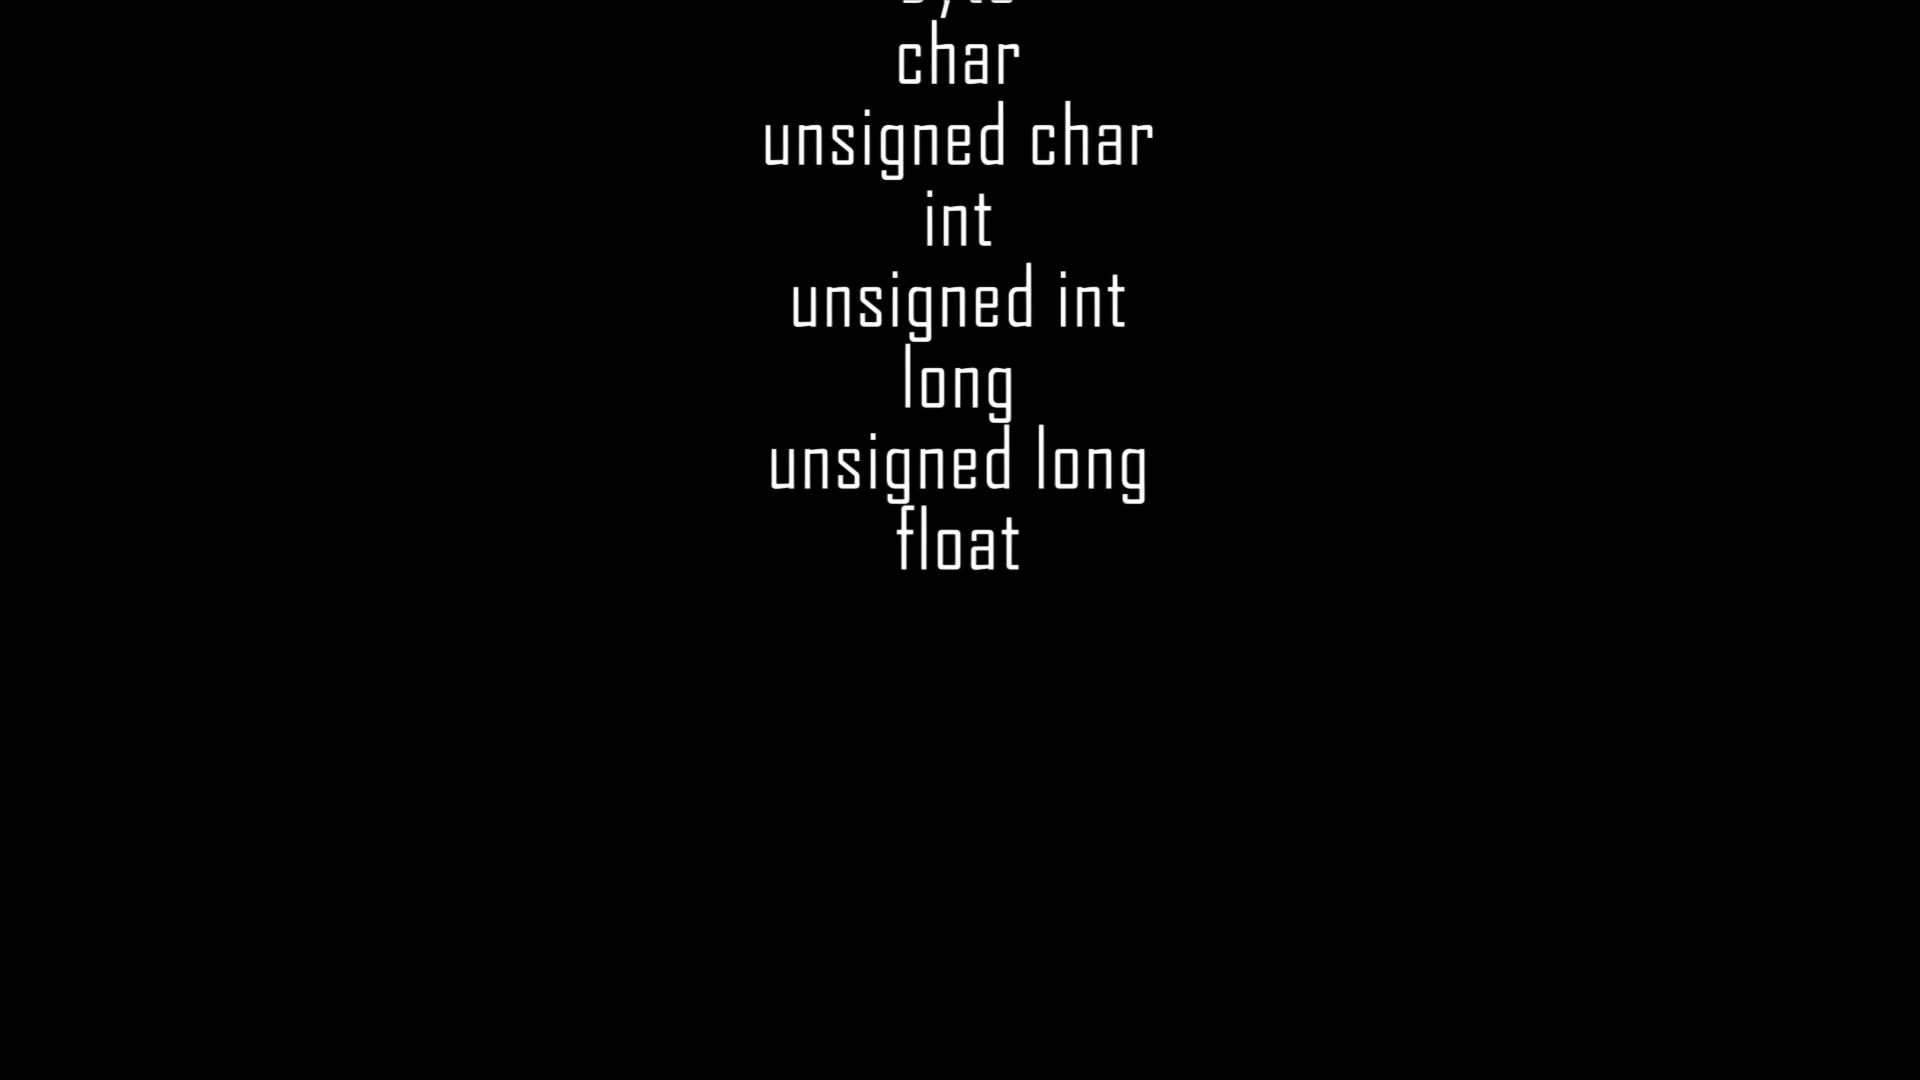 char
unsigned char
int
unsigned int
long
unsigned long
float